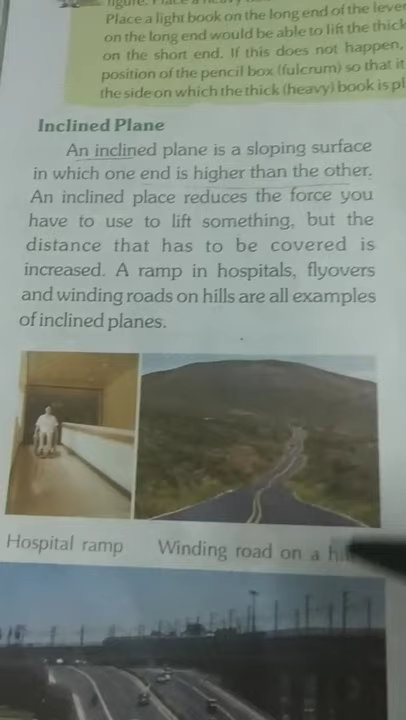 Place a light book on the long end of the lever
on the long end would be able to lift the thick
on the short end. If this does not happen,
position of the pencil box (fulcrum) so that it
the side on which the thick (heavy) book is
Inclined Plane
An inclined plane is a sloping surface
in which one end is higher than the other.
An inclined place reduces the force you
have to use to lift something, but the
distance that has to be covered is
increased. A ramp in hospitals, flyovers
and winding roads on hills are all examples
of inclined planes.
Hospital ramp Winding road on a